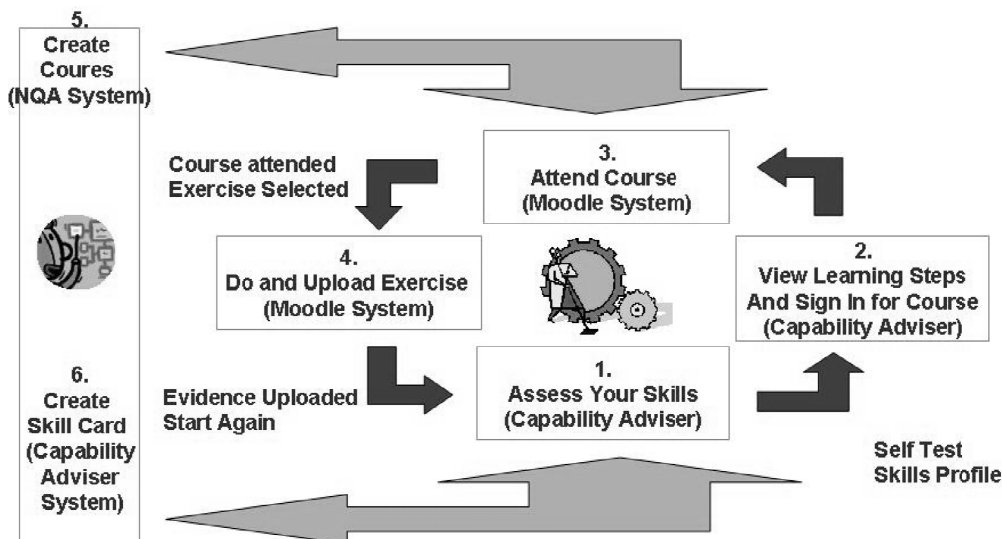 5.
Create
Coures
(NQA System)
3.
Attend Course
(Moodle System)
Course attended
Exercise Selected
4.
Do and Upload Exercise
(Moodle System)
2.
View Learning Steps
And Sign In for Course
(Capability Adviser)
1.
Assess Your Skills
(Capability Adviser)
Evidence Uploaded
Start Again
6.
Create
Skill Card
(Capability
Adviser
System)
Self Test
Skills Profile